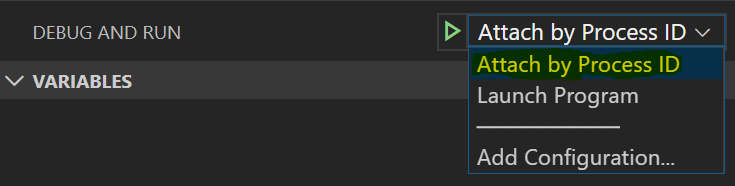 DEBUG AND RUN
Attach by Process ID
Attach by Process ID
Launch Program
VARIABLES
Add Configuration...